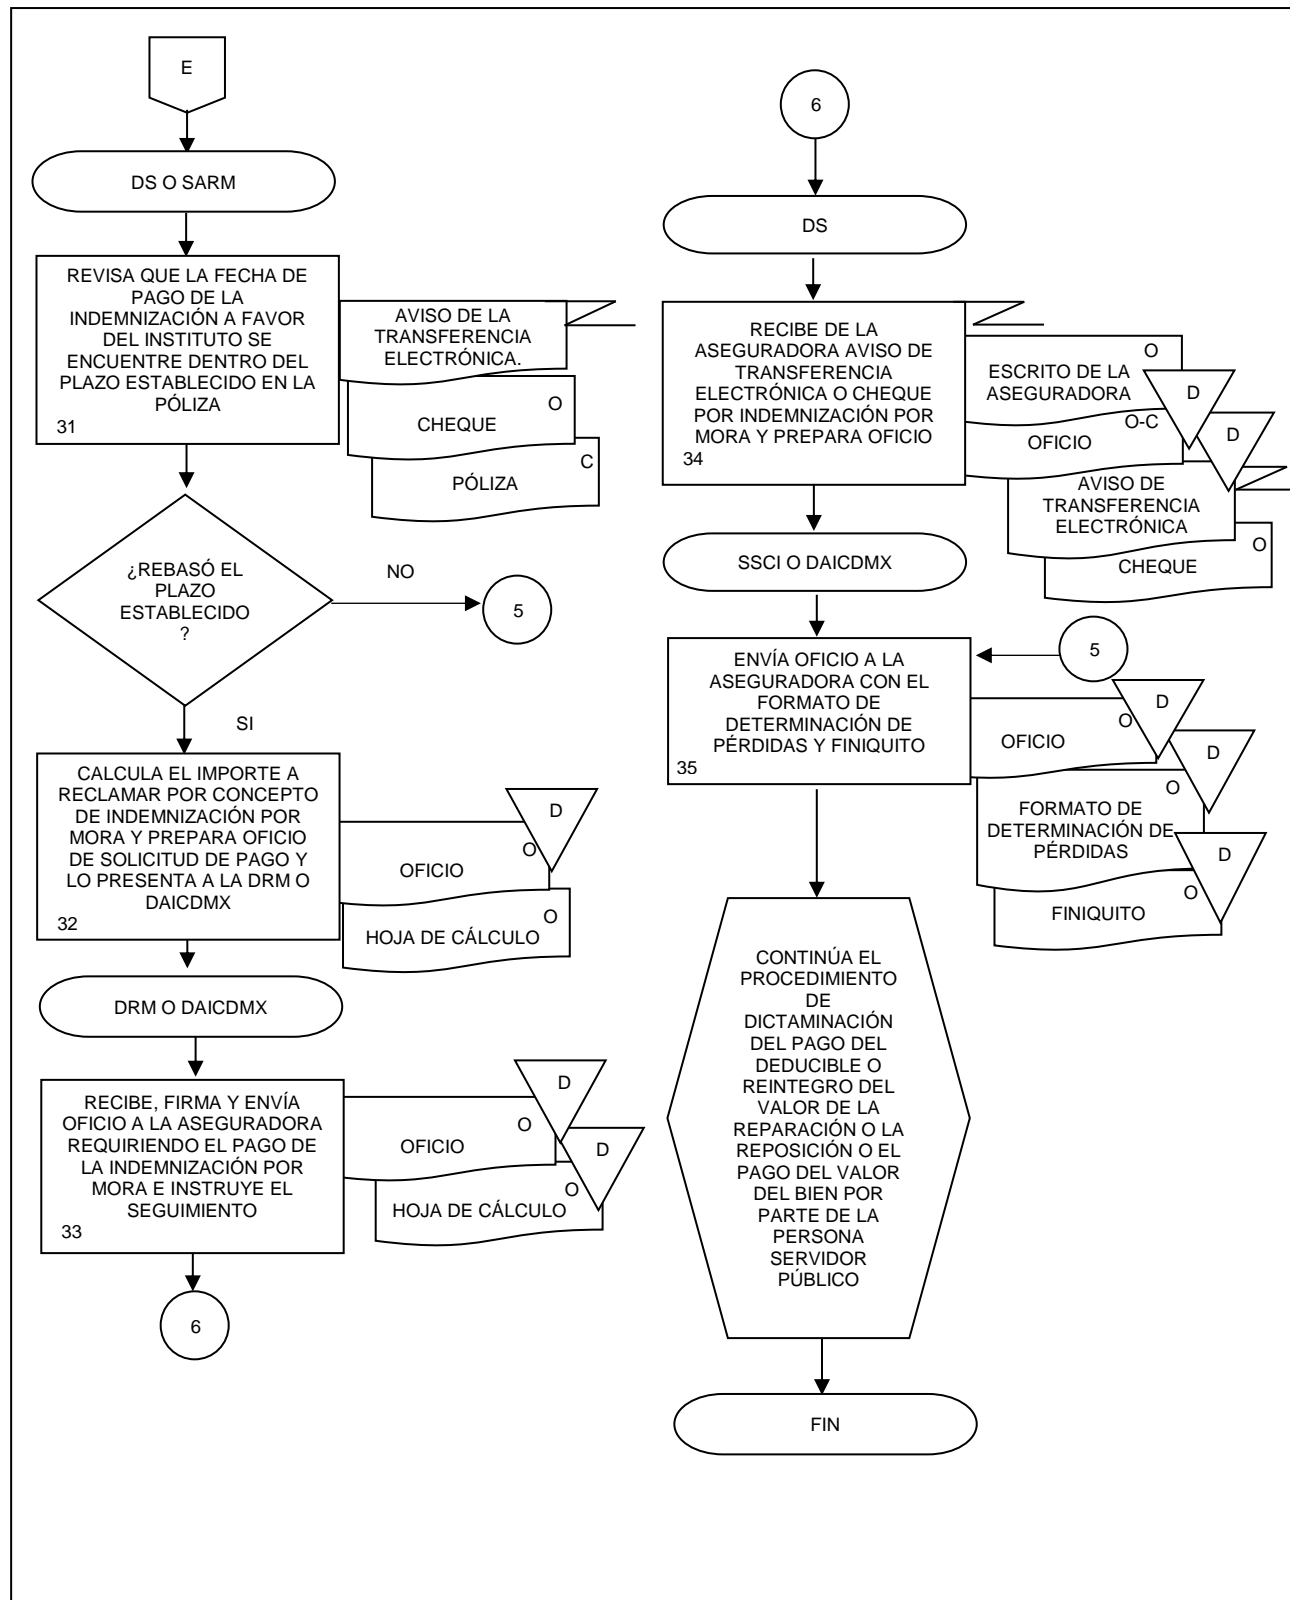 E
DS O SARM
REVISA QUE LA FECHA DE
PAGO DE LA
INDEMNIZACIÓN A FAVOR
DEL INSTITUTO SE
ENCUENTRE DENTRO DEL
PLAZO ESTABLECIDO EN LA
PÓLIZA
31
AVISO DE LA
TRANSFERENCIA
ELECTRÓNICA.
O
CHEQUE
C
PÓLIZA
¿REBASÓ EL
PLAZO
ESTABLECIDO
?
NO
5
SI
CALCULA EL IMPORTE A
RECLAMAR POR CONCEPTO
DE INDEMNIZACIÓN POR
MORA Y PREPARA OFICIO
DE SOLICITUD DE PAGO Y
LO PRESENTA A LA DRM O
DAICDMX
32
D
O
OFICIO
O
HOJA DE CÁLCULO
DRM O DAICDMX
RECIBE, FIRMA Y ENVÍA
OFICIO A LA ASEGURADORA
REQUIRIENDO EL PAGO DE
LA INDEMNIZACIÓN POR
MORA E INSTRUYE EL
SEGUIMIENTO
33
D
O
OFICIO
D
O
HOJA DE CÁLCULO
6
6
DS
RECIBE DE LA
ASEGURADORA AVISO DE
TRANSFERENCIA
ELECTRÓNICA O CHEQUE
POR INDEMNIZACIÓN POR
MORA Y PREPARA OFICIO
34
O
ESCRITO DE LA
ASEGURADORA
D
O-C
OFICIO
D
AVISO DE
TRANSFERENCIA
ELECTRÓNICA
O
CHEQUE
SSCI O DAICDMX
5
ENVÍA OFICIO A LA
ASEGURADORA CON EL
FORMATO DE
DETERMINACIÓN DE
PÉRDIDAS Y FINIQUITO
35
D
O
OFICIO
D
O
FORMATO DE
DETERMINACIÓN DE
PÉRDIDAS
D
O
FINIQUITO
CONTINÚA EL
PROCEDIMIENTO
DE
DICTAMINACIÓN
DEL PAGO DEL
DEDUCIBLE O
REINTEGRO DEL
VALOR DE LA
REPARACIÓN O LA
REPOSICIÓN O EL
PAGO DEL VALOR
DEL BIEN POR
PARTE DE LA
PERSONA
SERVIDOR
PÚBLICO
FIN